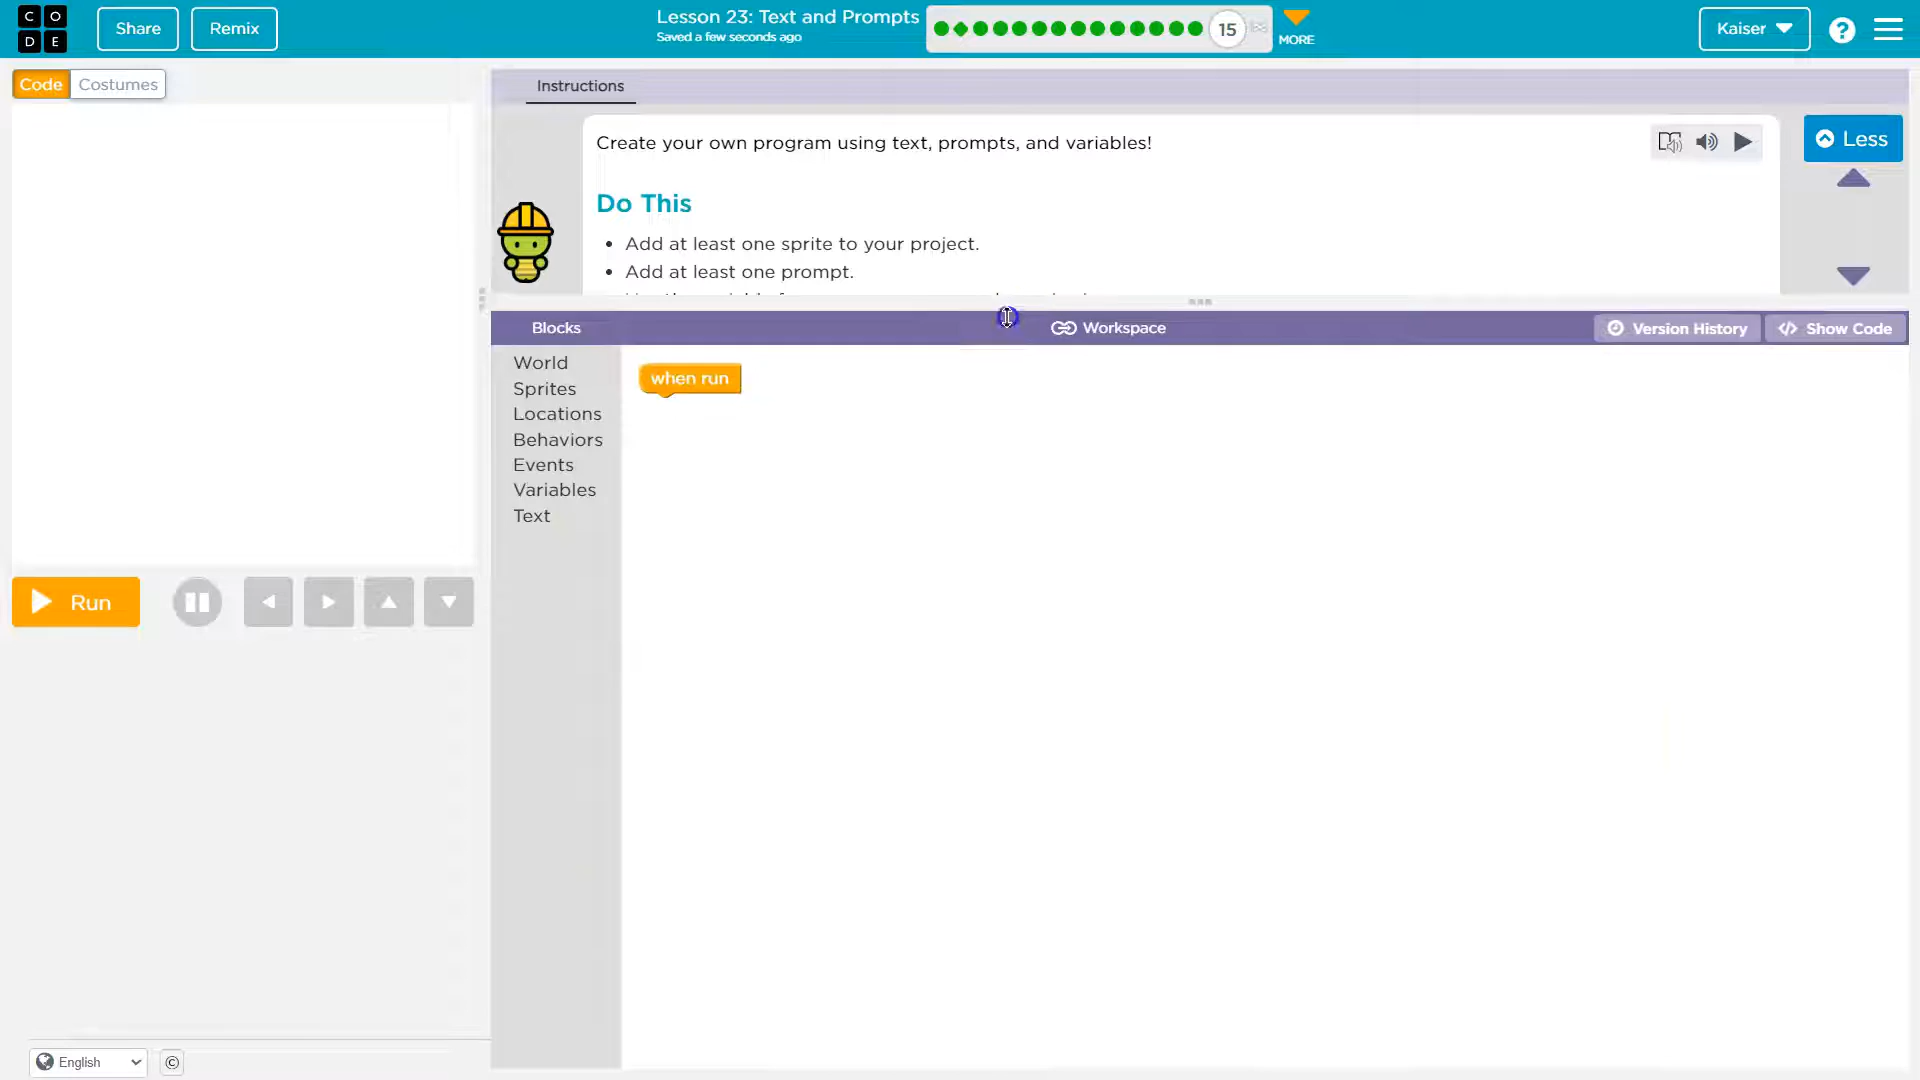 CODE
Share
Remix
Lesson 23: Text and Prompts
Saved a few seconds ago
15
MORE
Kaiser
?
Code
Costumes
Instructions
Create your own program using text, prompts, and variables!
Less
Do This
• Add at least one sprite to your project.
• Add at least one prompt.
Blocks
Workspace
Version History
Show Code
World
Sprites
Locations
Behaviors
Events
Variables
Text
when run
Run
English
©